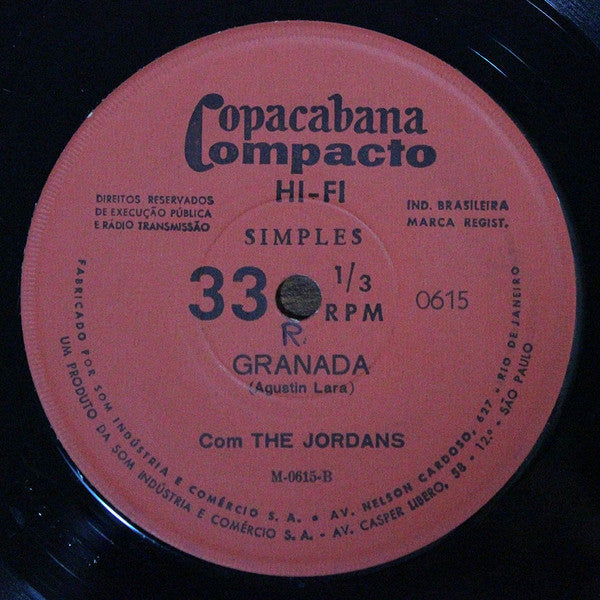 Copacabana
Compacto
HI-FI
DIREITOS RESERVADOS
DE EXECUÇÃO PÚBLICA
E RÁDIO TRANSMISSÃO
IND. BRASILEIRA
MARCA REGIST.
SIMPLES
33 1/3
RPM
0615
R.
GRANADA
(Agustin Lara)
Com THE JORDANS
M-0615-B
FABRICADO POR SOM INDÚSTRIA E COMÉRCIO S. A. • AV. NELSON CARDOSO, 627 • RIO DE JANEIRO
UM PRODUTO DA SOM INDÚSTRIA E COMÉRCIO S. A. • AV. CASPER LIBERO, 58 - 12.º - SÃO PAULO